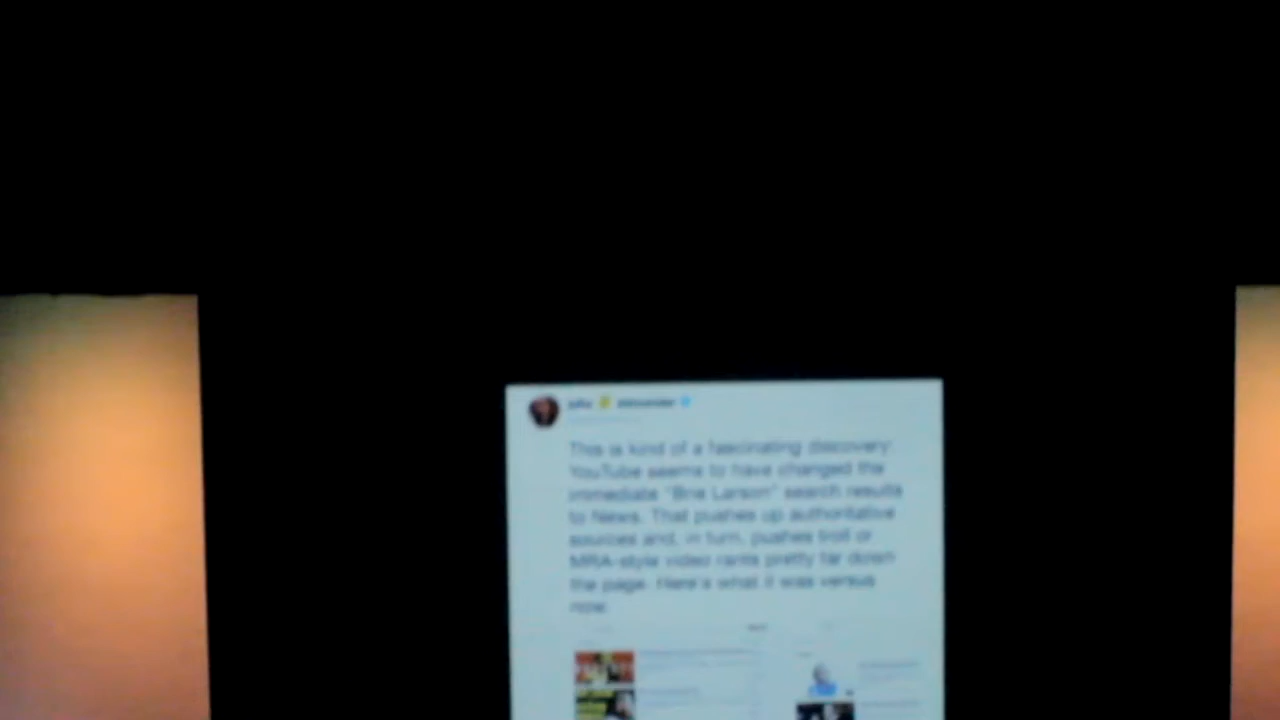 This is kind of a fascinating discovery:
YouTube seems to have changed the
immediate "Brie Larson" search results
to News. That pushes up authoritative
sources and, in turn, pushes troll or
MRA-style video rants pretty far down
the page. Here's what it was versus
now: